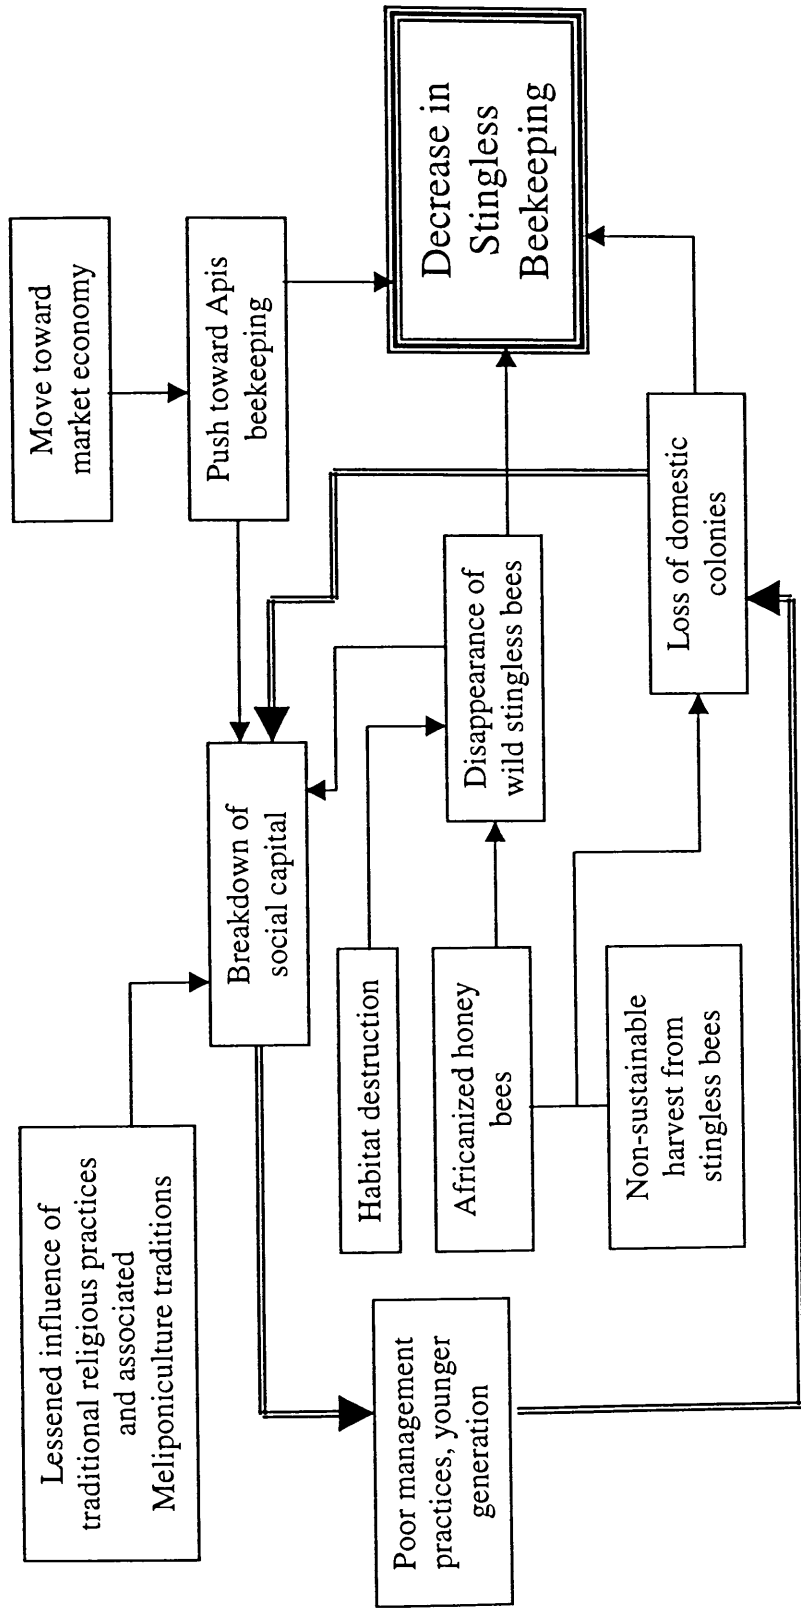 Lessened influence of
traditional religious practices
and associated
Meliponiculture traditions
Move toward
market economy
Push toward Apis
beekeeping
Breakdown of
social capital
Habitat destruction
Africanized honey
bees
Non-sustainable
harvest from
stingless bees
Poor management
practices, younger
generation
Disappearance of
wild stingless bees
Loss of domestic
colonies
Decrease in
Stingless
Beekeeping